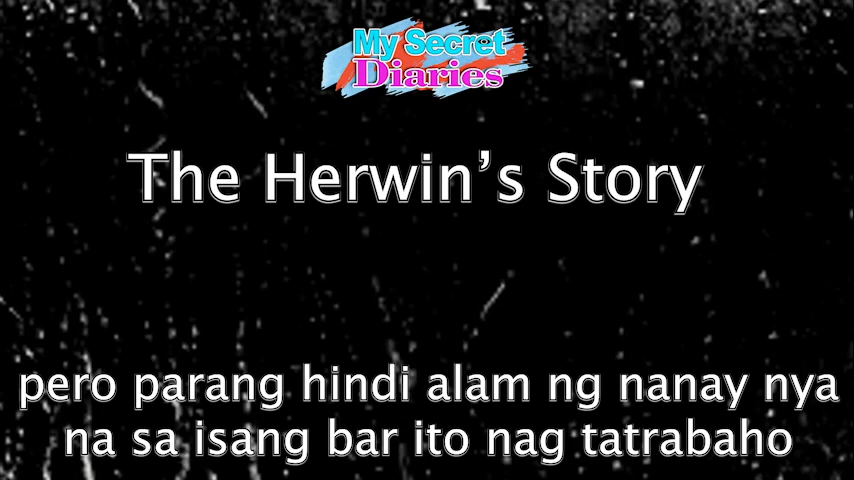 My Secret
Diaries
The Herwin’s Story
pero parang hindi alam ng nanay nya
na sa isang bar ito nag tatrabaho